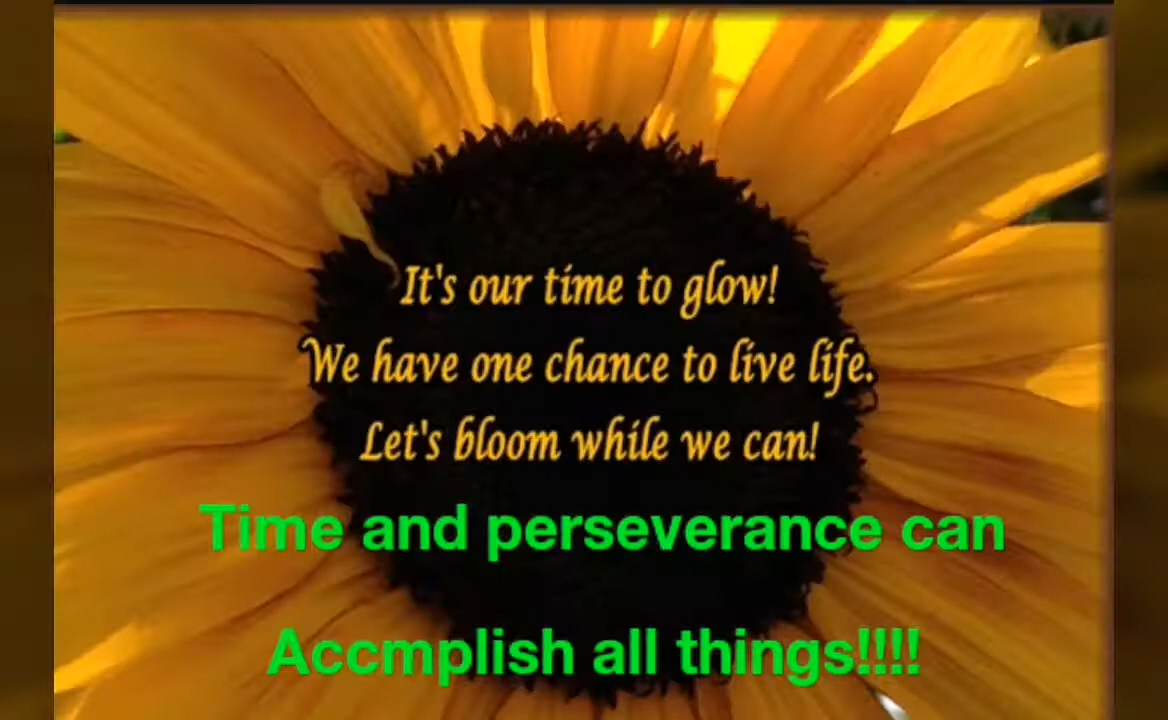 It's our time to glow!
We have one chance to live life.
Let's bloom while we can!
Time and perseverance can
Accmplish all things!!!!